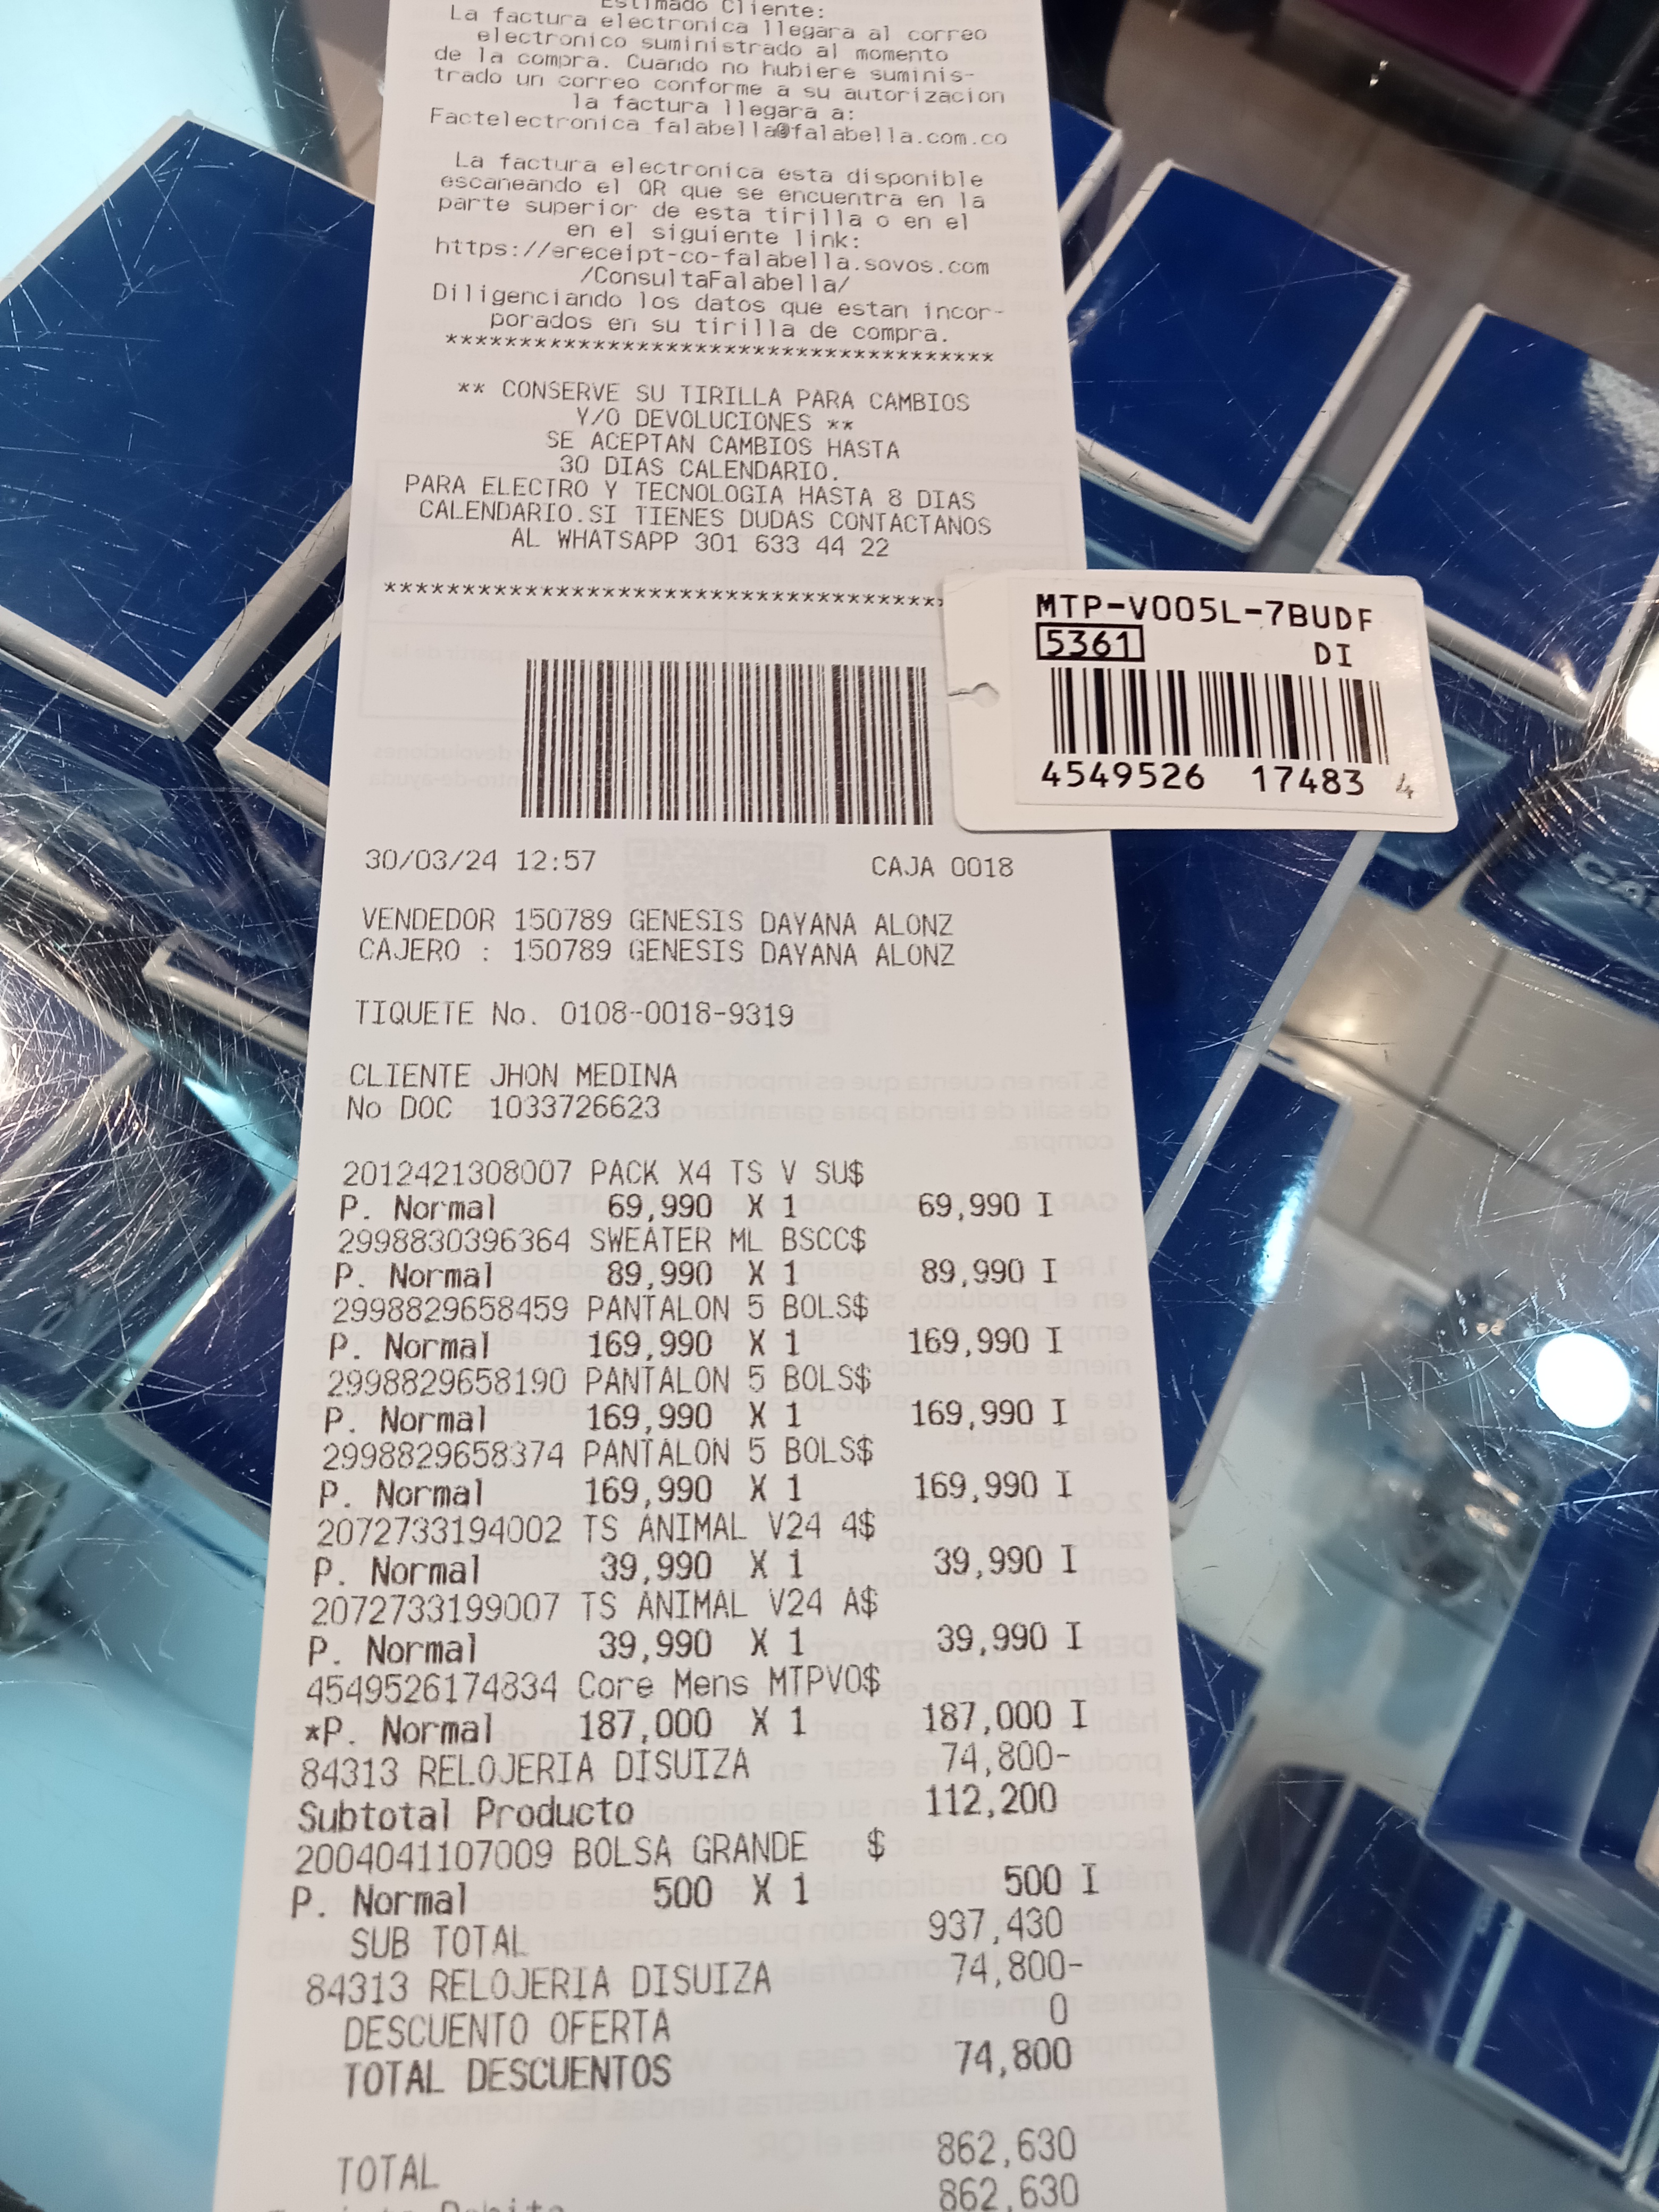 Estimado Cliente:
La factura electronica llegara al correo
electronico suministrado al momento
de la compra. Cuando no hubiere suminis-
trado un correo conforme a su autorizacion
la factura llegara a:
Factelectronica_falabella@falabella.com.co
La factura electronica esta disponible
escaneando el QR que se encuentra en la
parte superior de esta tirilla o en el
en el siguiente link:
https://ereceipt-co-falabella.sovos.com
/ConsultaFalabella/
Diligenciando los datos que estan incor-
porados en su tirilla de compra.
****************************************
** CONSERVE SU TIRILLA PARA CAMBIOS
Y/O DEVOLUCIONES **
SE ACEPTAN CAMBIOS HASTA
30 DIAS CALENDARIO.
PARA ELECTRO Y TECNOLOGIA HASTA 8 DIAS
CALENDARIO.SI TIENES DUDAS CONTACTANOS
AL WHATSAPP 301 633 44 22
****************************************
MTP-V005L-7BUDF
5361 DI
4549526 17483 4
30/03/24 12:57 CAJA 0018
VENDEDOR 150789 GENESIS DAYANA ALONZ
CAJERO : 150789 GENESIS DAYANA ALONZ
TIQUETE No. 0108-0018-9319
CLIENTE JHON MEDINA
No DOC 1033726623
2012421308007 PACK X4 TS V SU$
P. Normal 69,990 X 1 69,990 I
2998830396364 SWEATER ML BSCC$
P. Normal 89,990 X 1 89,990 I
2998829658459 PANTALON 5 BOLS$
P. Normal 169,990 X 1 169,990 I
2998829658190 PANTALON 5 BOLS$
P. Normal 169,990 X 1 169,990 I
2998829658374 PANTALON 5 BOLS$
P. Normal 169,990 X 1 169,990 I
2072733194002 TS ANIMAL V24 4$
P. Normal 39,990 X 1 39,990 I
2072733199007 TS ANIMAL V24 A$
P. Normal 39,990 X 1 39,990 I
4549526174834 Core Mens MTPV0$
*P. Normal 187,000 X 1 187,000 I
84313 RELOJERIA DISUIZA 74,800-
Subtotal Producto 112,200
2004041107009 BOLSA GRANDE $
P. Normal 500 X 1 500 I
SUB TOTAL 937,430
84313 RELOJERIA DISUIZA 74,800-
DESCUENTO OFERTA 0
TOTAL DESCUENTOS 74,800
TOTAL 862,630
862,630